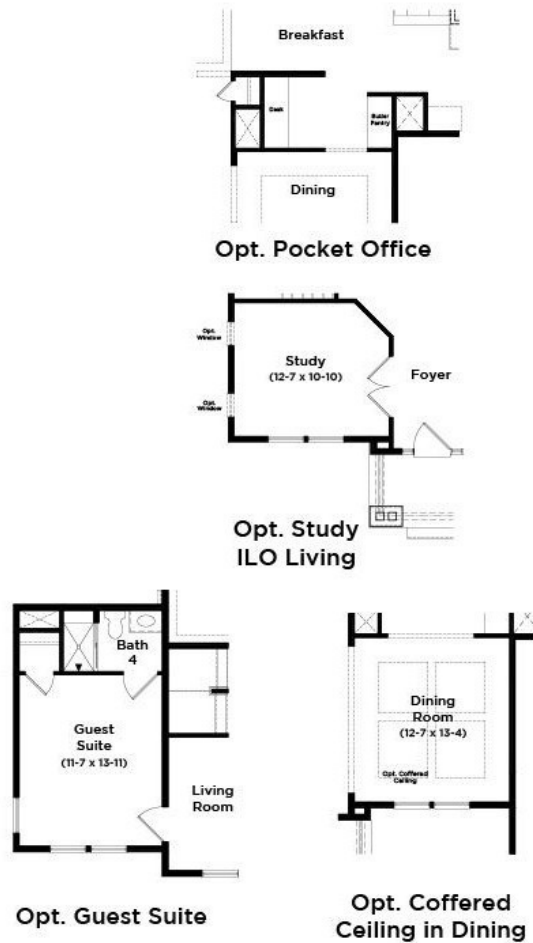 Breakfast
Desk
Butler
Pantry
Dining
Opt. Pocket Office
Opt.
Window
Study
(12-7 x 10-10)
Foyer
Opt.
Window
Opt. Study
ILO Living
Bath
4
Guest
Suite
(11-7 x 13-11)
Living
Room
Opt. Guest Suite
Dining
Room
(12-7 x 13-4)
Opt. Coffered
Ceiling
Opt. Coffered
Ceiling in Dining